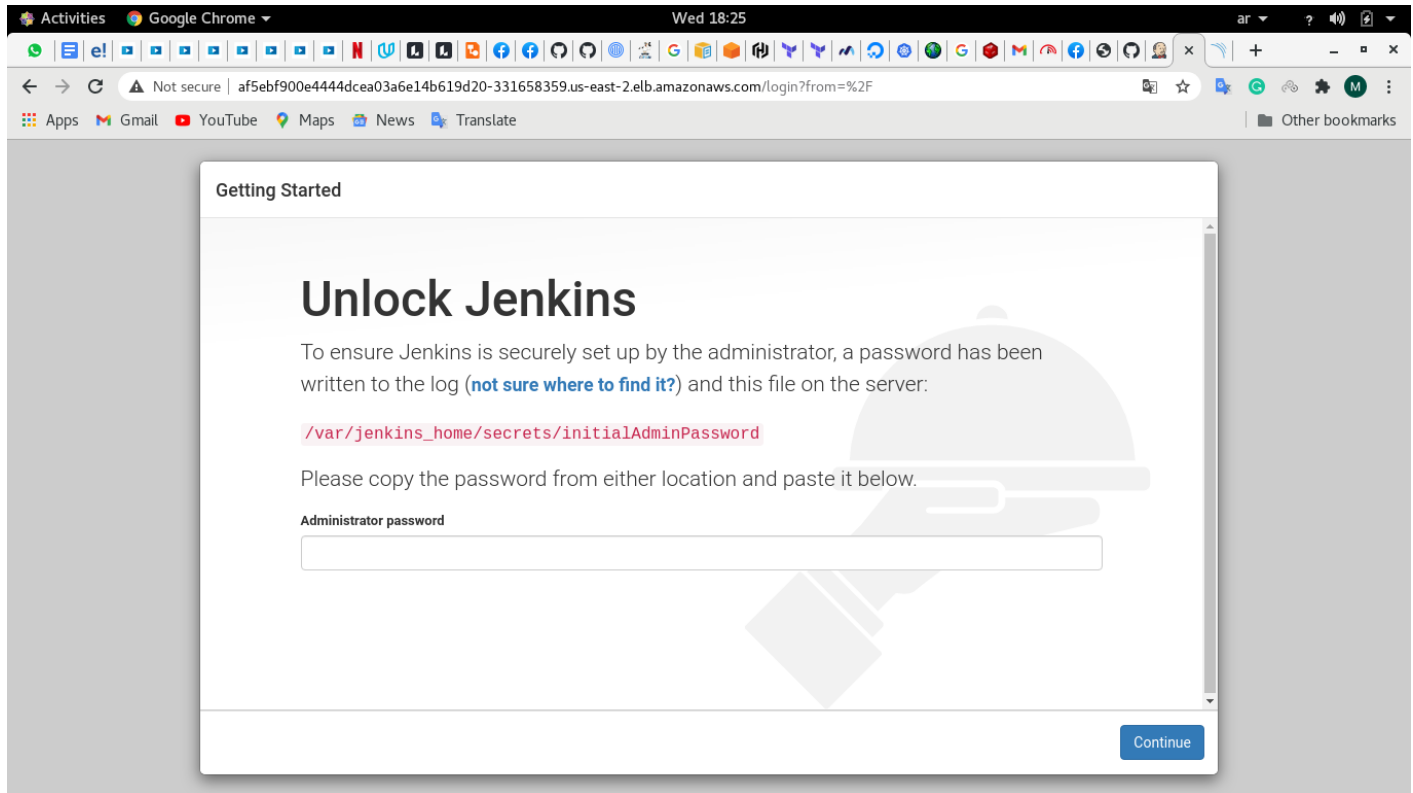 Activities Google Chrome Wed 18:25 ar ?
Not secure af5ebf900e4444dcea03a6e14b619d20-331658359.us-east-2.elb.amazonaws.com/login?from=%2F M
Apps Gmail YouTube Maps News Translate Other bookmarks
Getting Started
Unlock Jenkins
To ensure Jenkins is securely set up by the administrator, a password has been
written to the log (not sure where to find it?) and this file on the server:
/var/jenkins_home/secrets/initialAdminPassword
Please copy the password from either location and paste it below.
Administrator password
Continue